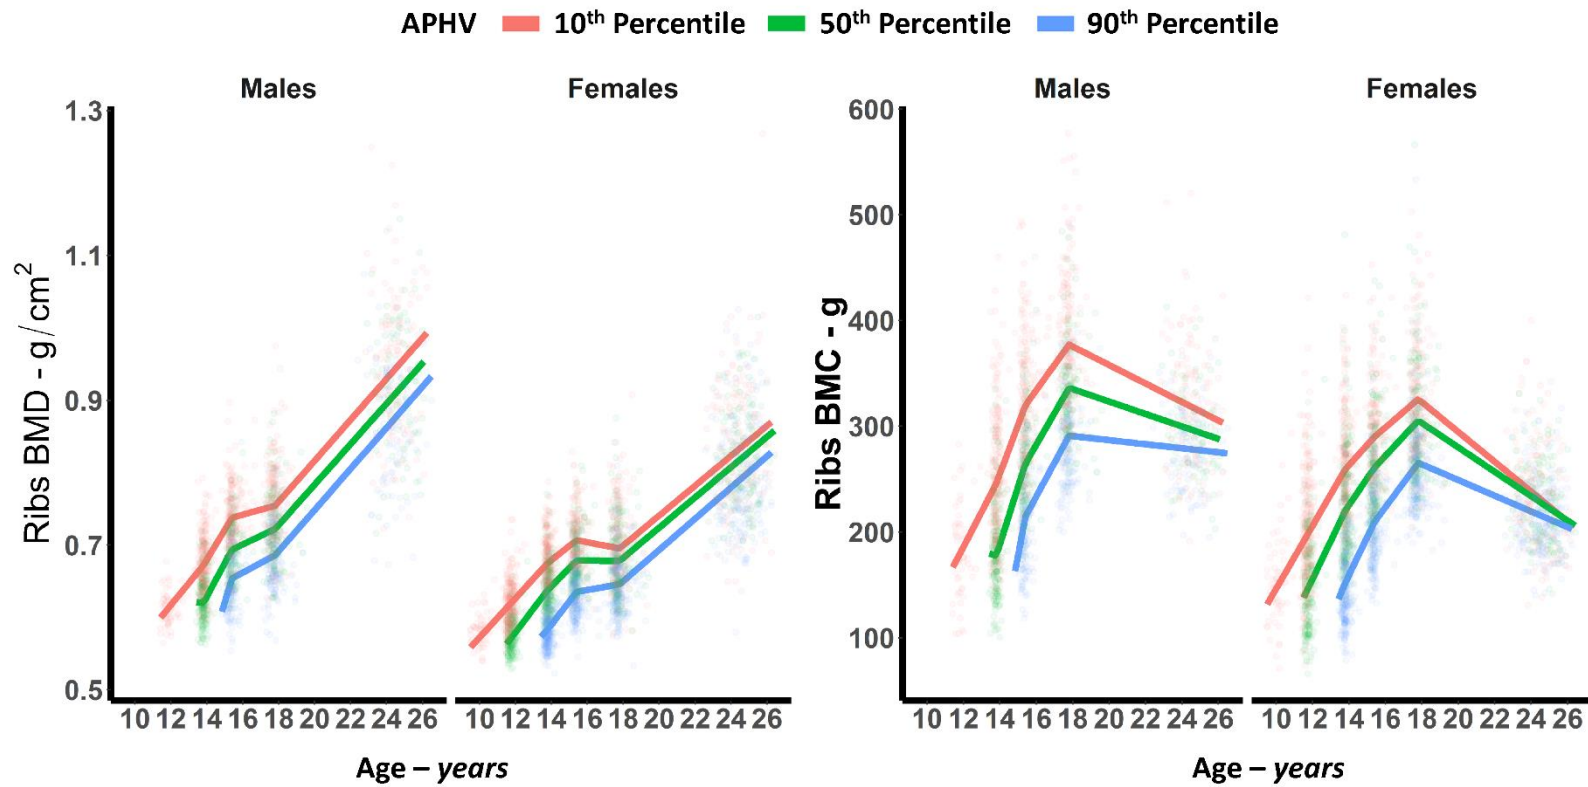 APHV 10th Percentile 50th Percentile 90th Percentile
Males Females
Ribs BMD - g/cm²
1.3
1.1
0.9
0.7
0.5
10 12 14 16 18 20 22 24 26 10 12 14 16 18 20 22 24 26
Age – years
Males Females
Ribs BMC - g
600
500
400
300
200
100
10 12 14 16 18 20 22 24 26 10 12 14 16 18 20 22 24 26
Age – years